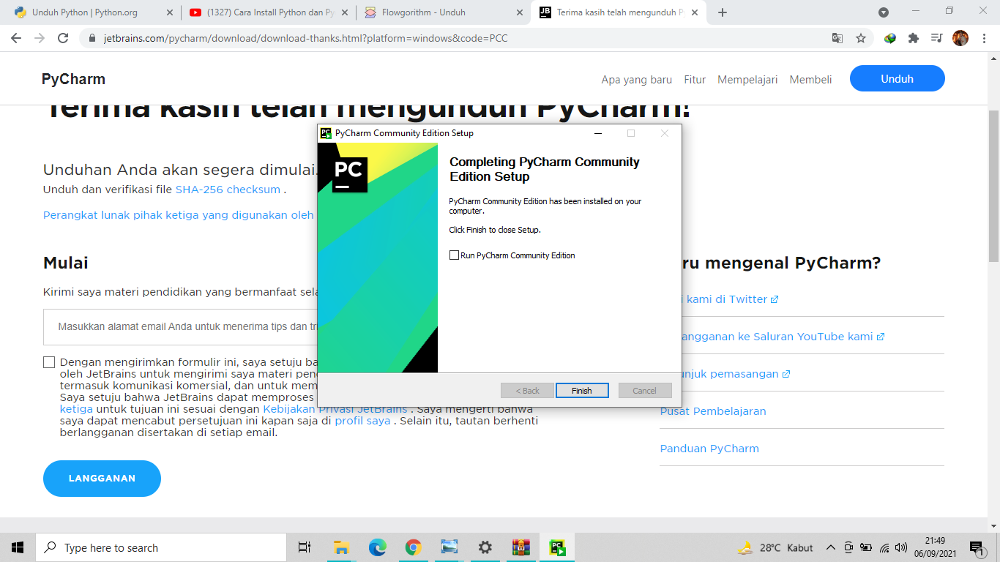 Unduh Python | Python.org
(1327) Cara Install Python dan Py
Flowgorithm - Unduh
JB
Terima kasih telah mengunduh P
jetbrains.com/pycharm/download/download-thanks.html?platform=windows&code=PCC
PyCharm
Apa yang baru
Fitur
Mempelajari
Membeli
Unduh
Terima kasih telah mengunduh PyCharm!
Unduhan Anda akan segera dimulai.
Unduh dan verifikasi file SHA-256 checksum .
Perangkat lunak pihak ketiga yang digunakan oleh
Mulai
Kirimi saya materi pendidikan yang bermanfaat
Masukkan alamat email Anda untuk menerima tips dan
Dengan mengirimkan formulir ini, saya setuju
oleh JetBrains untuk mengirimi saya materi
termasuk komunikasi komersial, dan untuk
Saya setuju bahwa JetBrains dapat memproses
ketiga untuk tujuan ini sesuai dengan Kebijakan Privasi JetBrains . Saya mengerti bahwa
saya dapat mencabut persetujuan ini kapan saja di profil saya . Selain itu, tautan berhenti
berlangganan disertakan di setiap email.
LANGGANAN
PC PyCharm Community Edition Setup
PC
Completing PyCharm Community
Edition Setup
PyCharm Community Edition has been installed on your
computer.
Click Finish to close Setup.
Run PyCharm Community Edition
< Back
Finish
Cancel
ru mengenal PyCharm?
i kami di Twitter
angganan ke Saluran YouTube kami
unjuk pemasangan
Pusat Pembelajaran
Panduan PyCharm
Type here to search
PC
28°C Kabut
21:49
06/09/2021
1